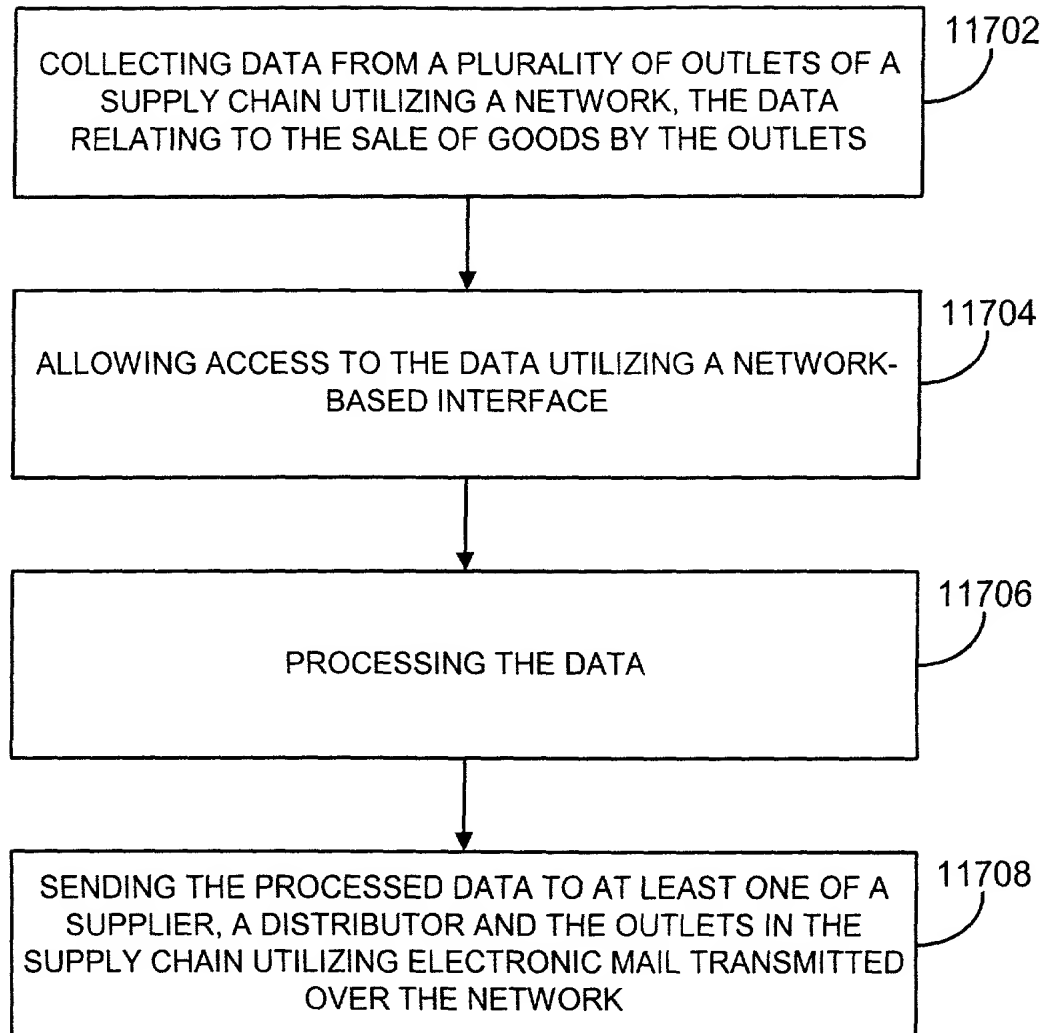 11702
COLLECTING DATA FROM A PLURALITY OF OUTLETS OF A
SUPPLY CHAIN UTILIZING A NETWORK, THE DATA
RELATING TO THE SALE OF GOODS BY THE OUTLETS
11704
ALLOWING ACCESS TO THE DATA UTILIZING A NETWORK-
BASED INTERFACE
11706
PROCESSING THE DATA
11708
SENDING THE PROCESSED DATA TO AT LEAST ONE OF A
SUPPLIER, A DISTRIBUTOR AND THE OUTLETS IN THE
SUPPLY CHAIN UTILIZING ELECTRONIC MAIL TRANSMITTED
OVER THE NETWORK